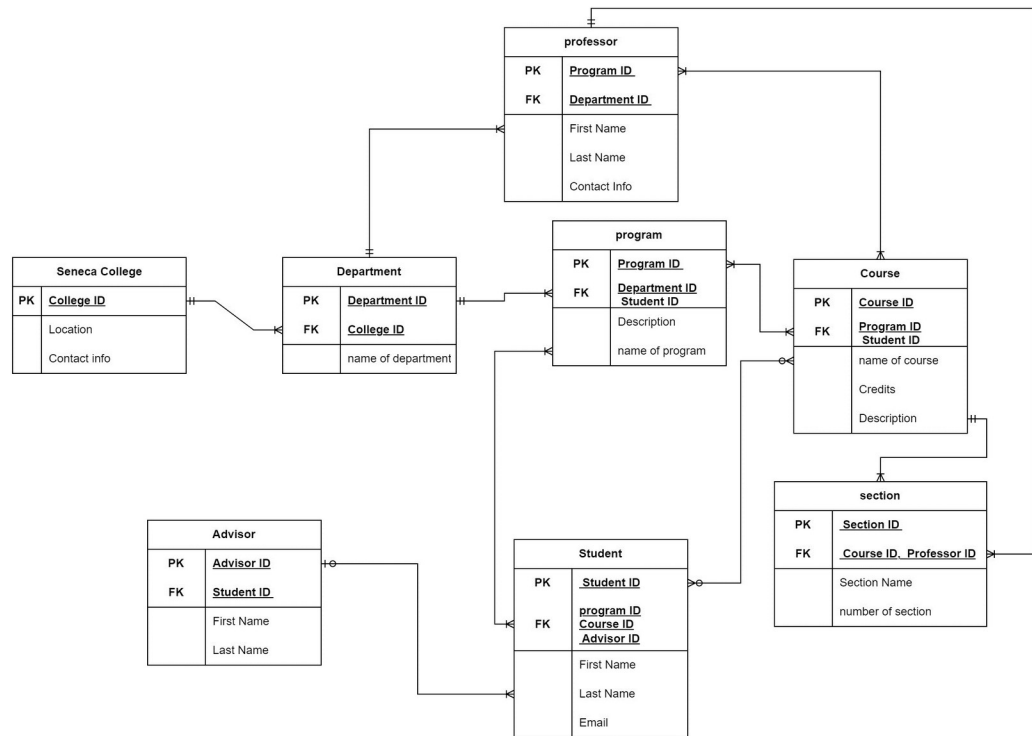 professor
PK Program ID
FK Department ID
First Name
Last Name
Contact Info
program
PK Program ID
FK Department ID
Student ID
Description
name of program
Seneca College
PK College ID
Location
Contact info
Department
PK Department ID
FK College ID
name of department
Course
PK Course ID
FK Program ID
Student ID
name of course
Credits
Description
section
PK Section ID
FK Course ID, Professor ID
Section Name
number of section
Advisor
PK Advisor ID
FK Student ID
First Name
Last Name
Student
PK Student ID
program ID
FK Course ID
Advisor ID
First Name
Last Name
Email